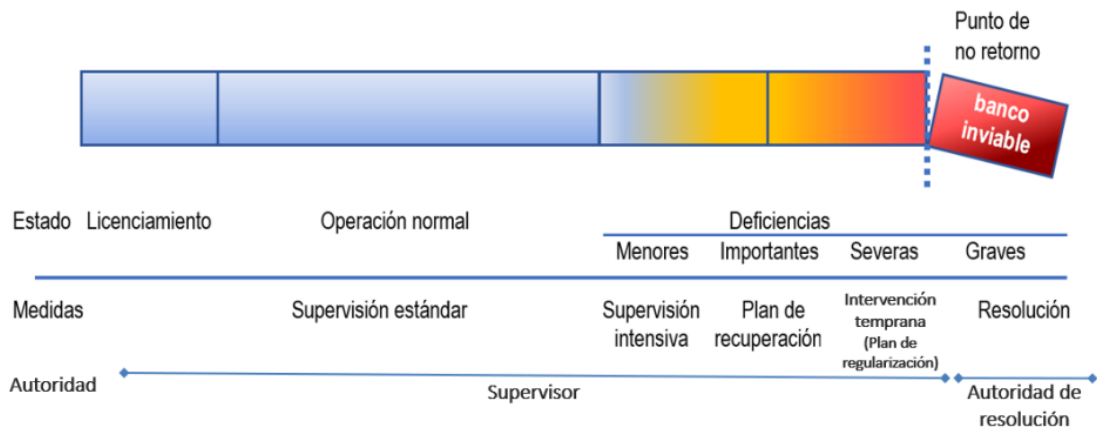 Punto de
no retorno
banco
inviable
Estado Licenciamiento Operación normal Deficiencias
Menores Importantes Severas Graves
Medidas Supervisión estándar Supervisión
intensiva Plan de
recuperación Intervención
temprana
(Plan de
regularización) Resolución
Autoridad Supervisor Autoridad de
resolución